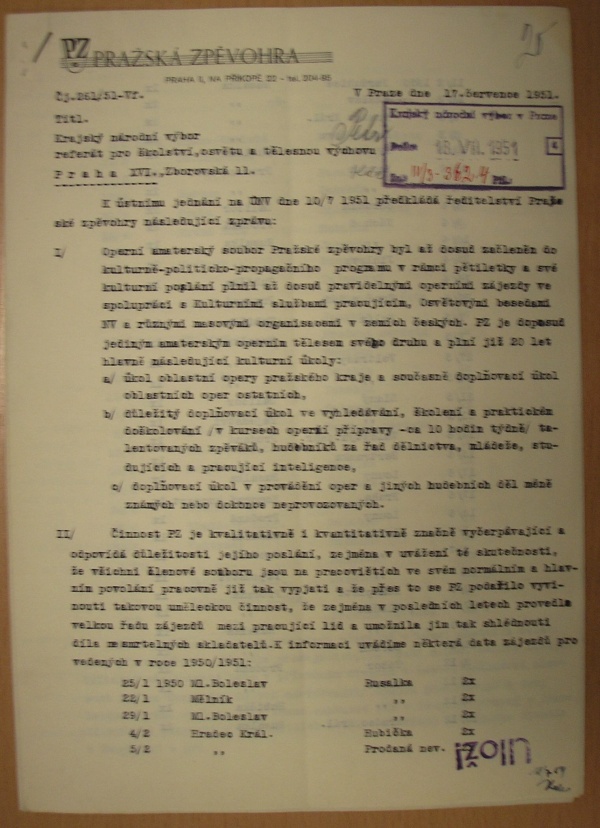 PZ PRAŽSKÁ ZPĚVOHRA
PRAHA II, NA PŘÍKOPĚ 20 - tel. 304-88
Čj.261/51-Vf.
V Praze dne 17.července 1951.
Titl.
Krajský národní výbor
referát pro školství,osvětu a tělesnou výchovu
P r a h a XVI.,Zborovská 11.
Krajský národní výbor v Praze
Došlo: 18. VII. 1951
4
K ústnímu jednání na ÚNV dne 10/7 1951 předkládá ředitelství Praž
ské zpěvohry následující zprávu:
I/ Operní amaterský soubor Pražské zpěvohry byl až dosud začleněn do
kulturně-politicko-propagačního programu v rámci pětiletky a své
kulturní poslání plnil až dosud pravidelnými operními zájezdy ve
spolupráci s Kulturními službami pracujícím, Osvětovými besedami
NV a různými masovými organisacemi v zemích českých. PZ je doposud
jediným amaterským operním tělesem svého druhu a plní již 20 let
hlavně následující kulturní úkoly:
a/ úkol oblastní opery pražského kraje a současně doplňovací úkol
oblastních oper ostatních,
b/ důležitý doplňovací úkol ve vyhledávání, školení a praktickém
doškolování /v kursech operní přípravy -ca 10 hodin týdně/ ta-
lentovaných zpěváků, hudebníků za řad dělnictva, mládeže, stu-
dujících a pracující inteligence,
c/ doplňovací úkol v provádění oper a jiných hudebních děl méně
známých nebo dokonce neprovozovaných.
II/ Činnost PZ je kvalitativně i kvantitativně značně vyčerpávající a
odpovídá důležitosti jejího poslání, zejména v uvážení té skutečnosti,
že všichni členové souboru jsou na pracovištích ve svém normálním a hlav-
ním povolání pracovně již tak vypjati a že přes to se PZ podařilo vyvi-
nouti takovou uměleckou činnost, že zejména v posledních letech provedla
velkou řadu zájezdů mezi pracující lid a umožnila jim tak shlédnouti
díla nesmrtelných skladatelů.K informaci uvádíme některá data zájezdů pro
vedených v roce 1950/1951:
25/1 1950 Ml.Boleslav Rusalka 2x
22/1 Mělník ,, 2x
29/1 Ml.Boleslav ,, 2x
4/2 Hradec Král. Hubička 2x
5/2 ,, Prodaná nev.